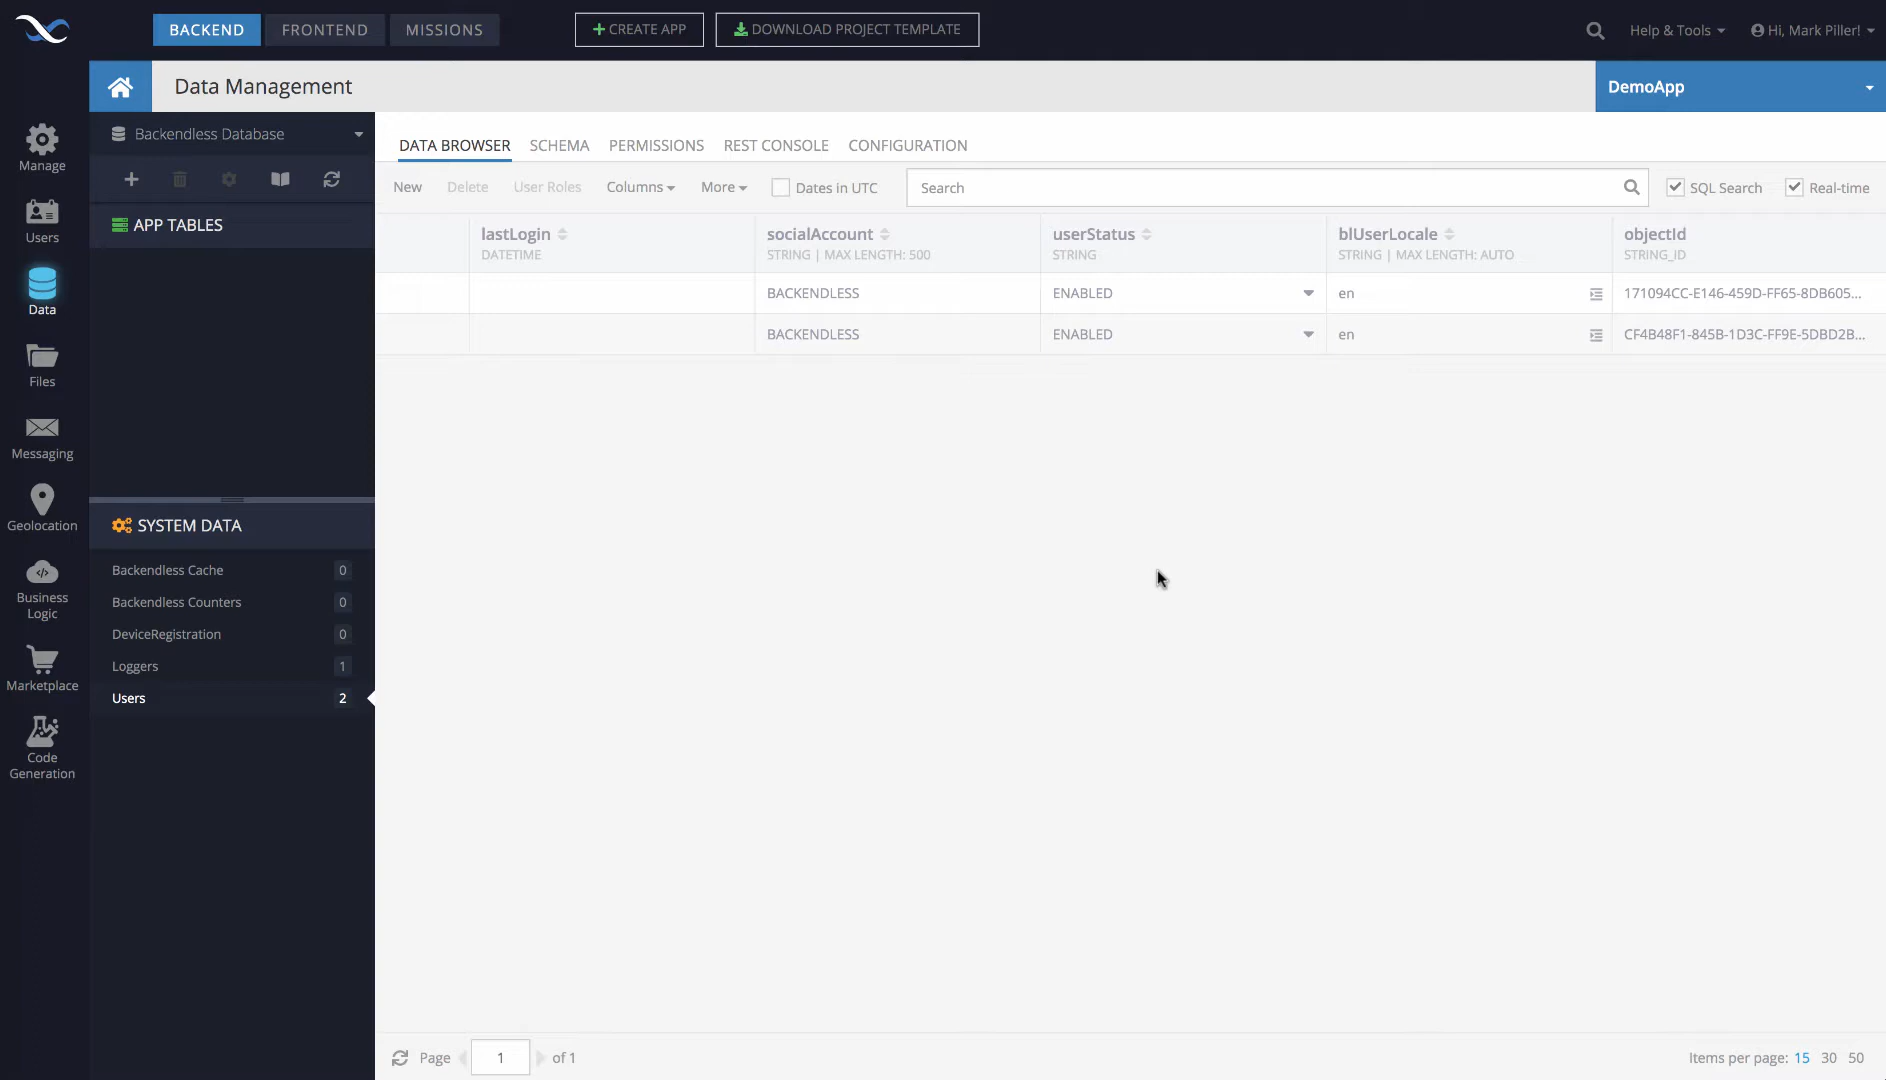 BACKEND FRONTEND MISSIONS CREATE APP DOWNLOAD PROJECT TEMPLATE Help & Tools Hi, Mark Piller!
Data Management DemoApp
Manage
Users
Data
Files
Messaging
Geolocation
Business
Logic
Marketplace
Code
Generation
Backendless Database
APP TABLES
SYSTEM DATA
Backendless Cache 0
Backendless Counters 0
DeviceRegistration 0
Loggers 1
Users 2
DATA BROWSER SCHEMA PERMISSIONS REST CONSOLE CONFIGURATION
New Delete User Roles Columns More Dates in UTC Search SQL Search Real-time
lastLogin socialAccount userStatus blUserLocale objectId
DATETIME STRING | MAX LENGTH: 500 STRING STRING | MAX LENGTH: AUTO STRING_ID
BACKENDLESS ENABLED en 171094CC-E146-459D-FF65-8DB605...
BACKENDLESS ENABLED en CF4B48F1-845B-1D3C-FF9E-5DBD2B...
Page 1 of 1 Items per page: 15 30 50